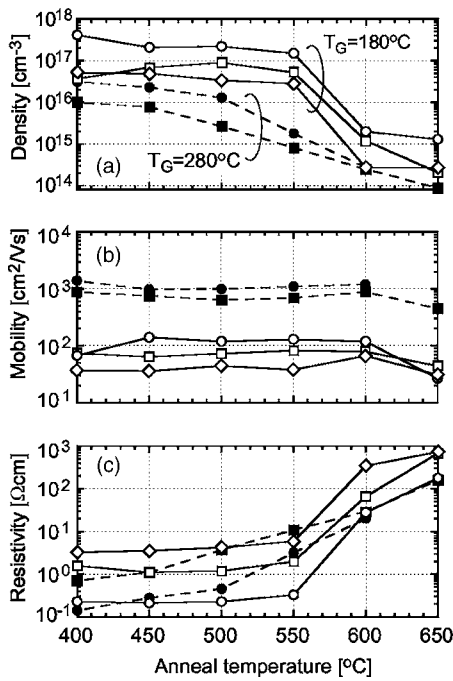 10^18
10^17
10^16
10^15
10^14
Density [cm^-3]
T_G=180°C
T_G=280°C
(a)
10^4
10^3
10^2
10^1
Mobility [cm^2/Vs]
(b)
10^3
10^2
10^1
10^0
10^-1
Resistivity [Ωcm]
(c)
400 450 500 550 600 650
Anneal temperature [°C]